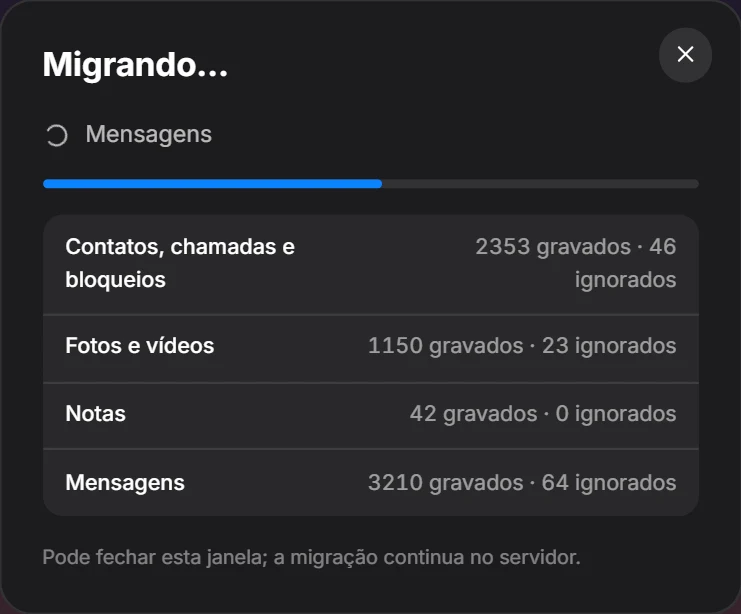 Migrando...
Mensagens
Contatos, chamadas e
bloqueios
2353 gravados · 46
ignorados
Fotos e vídeos
1150 gravados · 23 ignorados
Notas
42 gravados · 0 ignorados
Mensagens
3210 gravados · 64 ignorados
Pode fechar esta janela; a migração continua no servidor.